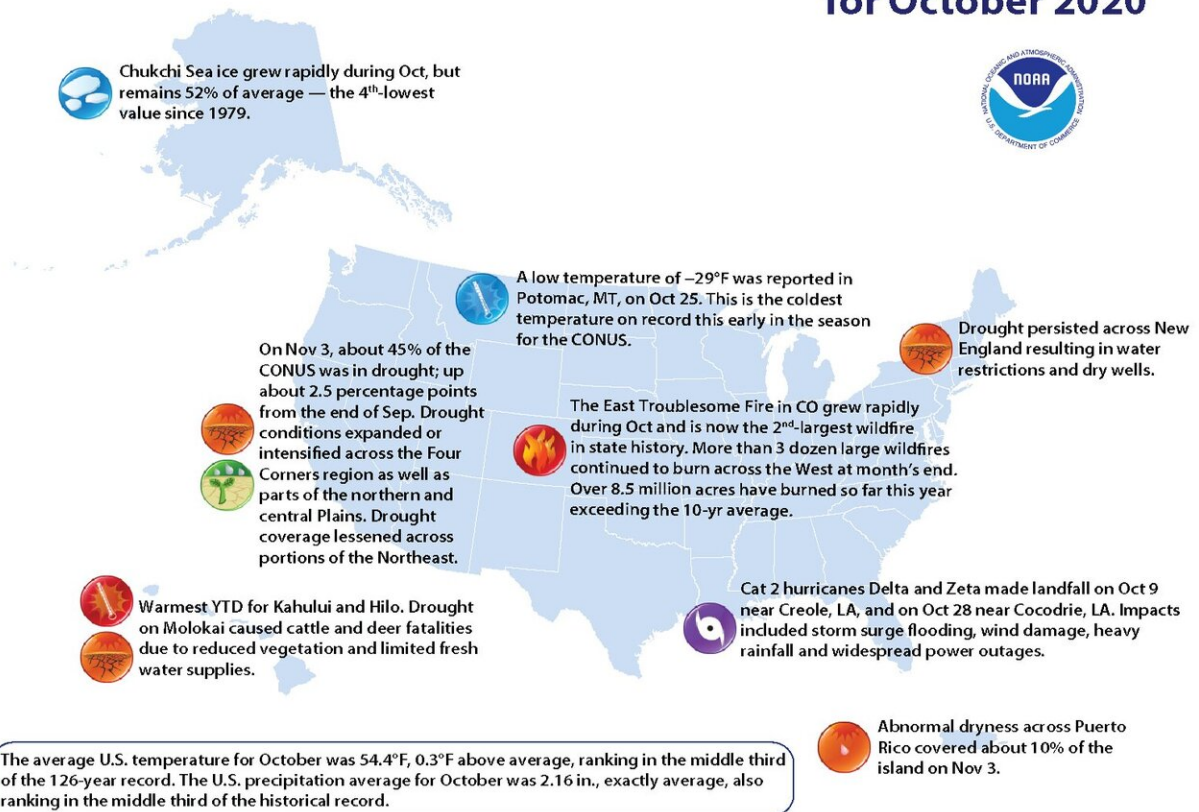 for October 2020
NATIONAL OCEANIC AND ATMOSPHERIC ADMINISTRATION
NOAA
U.S. DEPARTMENT OF COMMERCE
Chukchi Sea ice grew rapidly during Oct, but
remains 52% of average — the 4th-lowest
value since 1979.
A low temperature of –29°F was reported in
Potomac, MT, on Oct 25. This is the coldest
temperature on record this early in the season
for the CONUS.
Drought persisted across New
England resulting in water
restrictions and dry wells.
On Nov 3, about 45% of the
CONUS was in drought; up
about 2.5 percentage points
from the end of Sep. Drought
conditions expanded or
intensified across the Four
Corners region as well as
parts of the northern and
central Plains. Drought
coverage lessened across
portions of the Northeast.
The East Troublesome Fire in CO grew rapidly
during Oct and is now the 2nd-largest wildfire
in state history. More than 3 dozen large wildfires
continued to burn across the West at month's end.
Over 8.5 million acres have burned so far this year
exceeding the 10-yr average.
Warmest YTD for Kahului and Hilo. Drought
on Molokai caused cattle and deer fatalities
due to reduced vegetation and limited fresh
water supplies.
Cat 2 hurricanes Delta and Zeta made landfall on Oct 9
near Creole, LA, and on Oct 28 near Cocodrie, LA. Impacts
included storm surge flooding, wind damage, heavy
rainfall and widespread power outages.
Abnormal dryness across Puerto
Rico covered about 10% of the
island on Nov 3.
The average U.S. temperature for October was 54.4°F, 0.3°F above average, ranking in the middle third
of the 126-year record. The U.S. precipitation average for October was 2.16 in., exactly average, also
ranking in the middle third of the historical record.